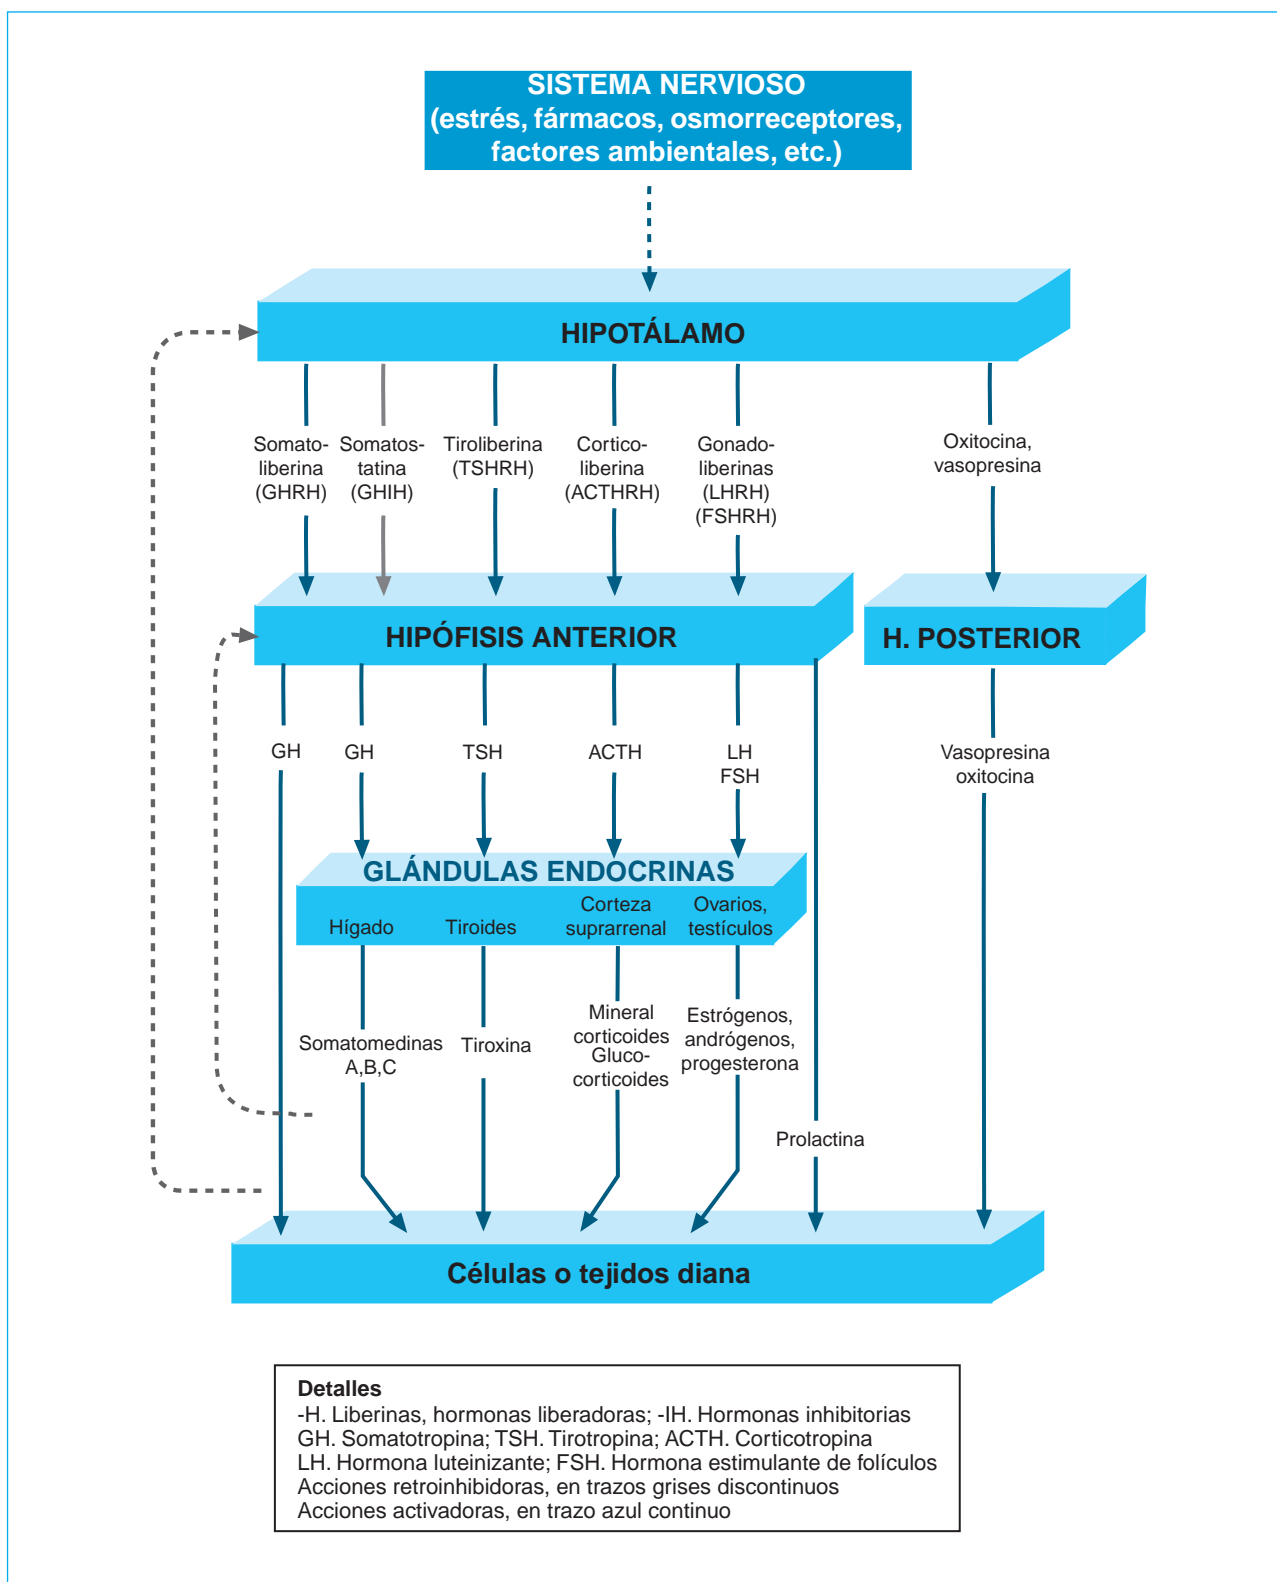 SISTEMA NERVIOSO
(estrés, fármacos, osmorreceptores,
factores ambientales, etc.)
HIPOTÁLAMO
Somato-
liberina
(GHRH)
Somatos-
tatina
(GHIH)
Tiroliberina
(TSHRH)
Cortico-
liberina
(ACTHRH)
Gonado-
liberinas
(LHRH)
(FSHRH)
Oxitocina,
vasopresina
HIPÓFISIS ANTERIOR
H. POSTERIOR
GH
GH
TSH
ACTH
LH
FSH
Vasopresina
oxitocina
GLÁNDULAS ENDOCRINAS
Hígado
Tiroides
Corteza
suprarrenal
Ovarios,
testículos
Somatomedinas
A,B,C
Tiroxina
Mineral
corticoides
Gluco-
corticoides
Estrógenos,
andrógenos,
progesterona
Prolactina
Células o tejidos diana
Detalles
-H. Liberinas, hormonas liberadoras; -IH. Hormonas inhibitorias
GH. Somatotropina; TSH. Tirotropina; ACTH. Corticotropina
LH. Hormona luteinizante; FSH. Hormona estimulante de folículos
Acciones retroinhibidoras, en trazos grises discontinuos
Acciones activadoras, en trazo azul continuo